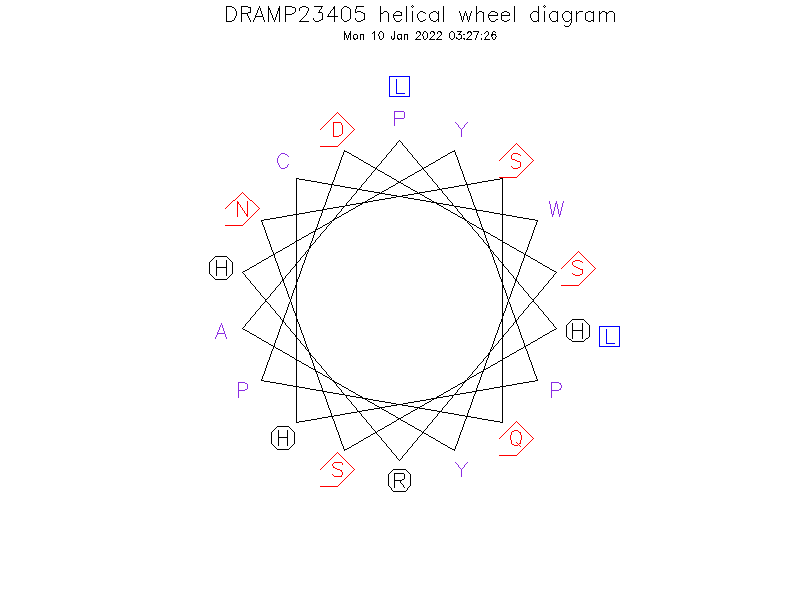 DRAMP23405 helical wheel diagram
Mon 10 Jan 2022 03:27:26
L
D P Y
C S
N W
H S
A H L
P P
H Q
S R Y